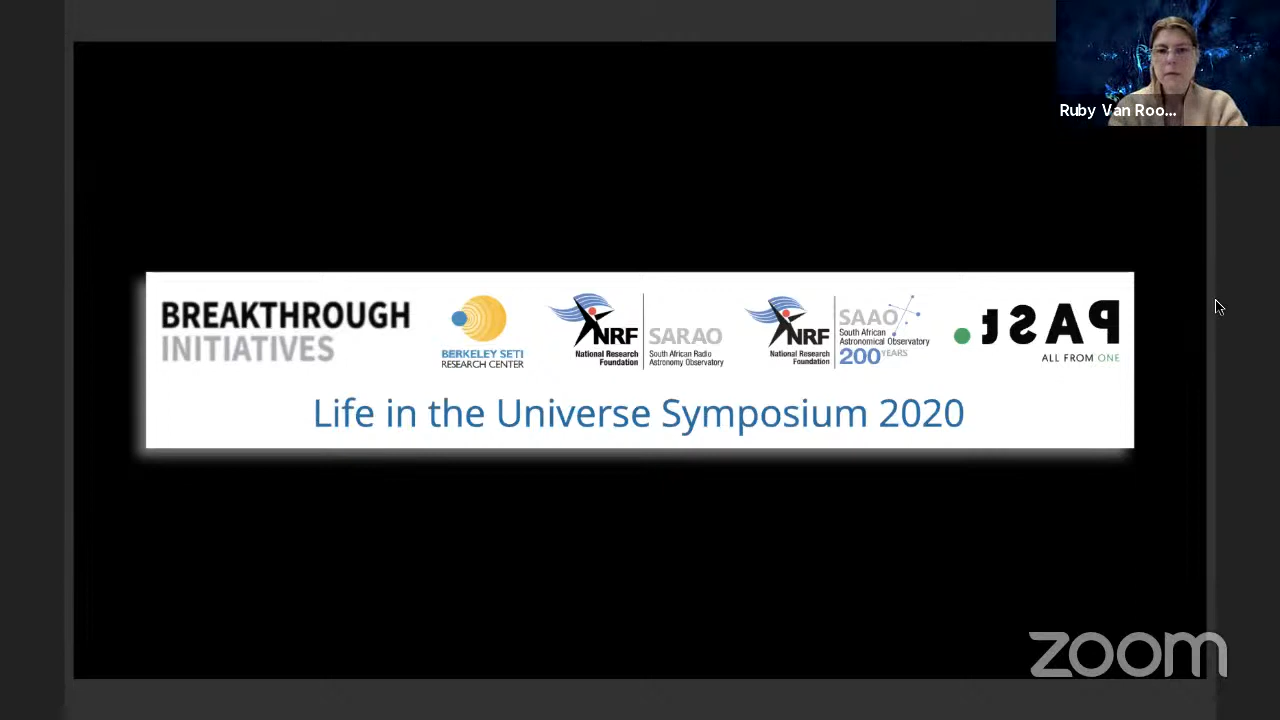 Ruby Van Roo...
BREAKTHROUGH
INITIATIVES
BERKELEY SETI
RESEARCH CENTER
NRF
National Research
Foundation
SARAO
South African Radio
Astronomy Observatory
NRF
National Research
Foundation
SAAO
South African
Astronomical Observatory
200 YEARS
PASt
ALL FROM ONE
Life in the Universe Symposium 2020
zoom